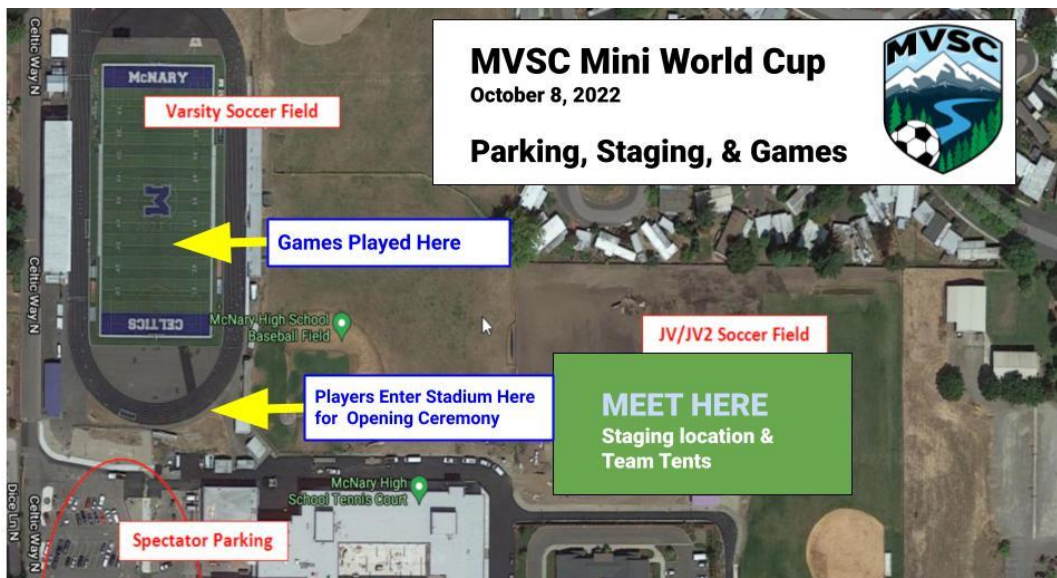 MVSC Mini World Cup
October 8, 2022
Parking, Staging, & Games
MVSC
Celtic Way N
McNARY
Varsity Soccer Field
M
Games Played Here
Celtic Way N
CELTICS
McNary High School
Baseball Field
JV/JV2 Soccer Field
Players Enter Stadium Here
for Opening Ceremony
MEET HERE
Staging location &
Team Tents
McNary High
School Tennis Court
Dice Ln N
Celtic Way N
Spectator Parking